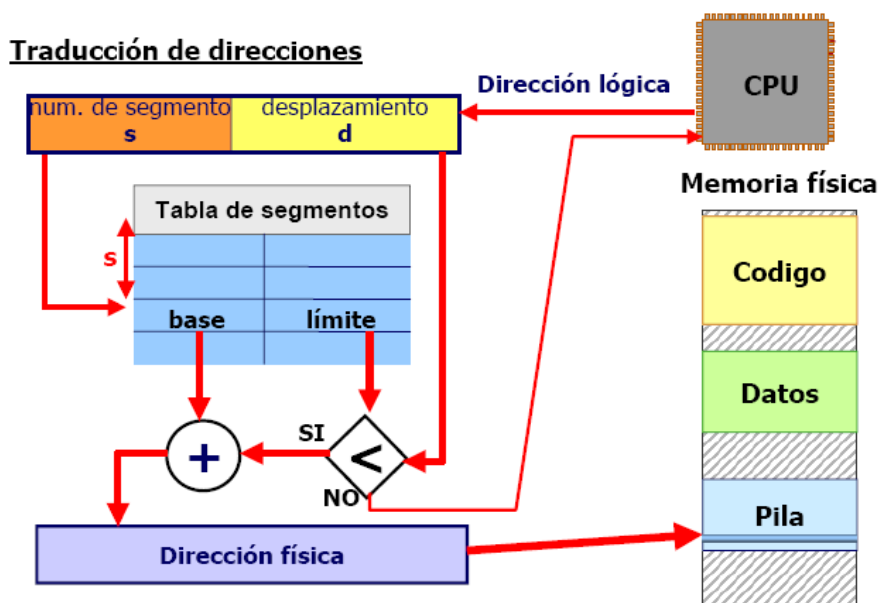 Traducción de direcciones
CPU
Dirección lógica
num. de segmento
s
desplazamiento
d
Memoria física
Tabla de segmentos
s
base
límite
Codigo
Datos
Pila
SI
+
<
NO
Dirección física